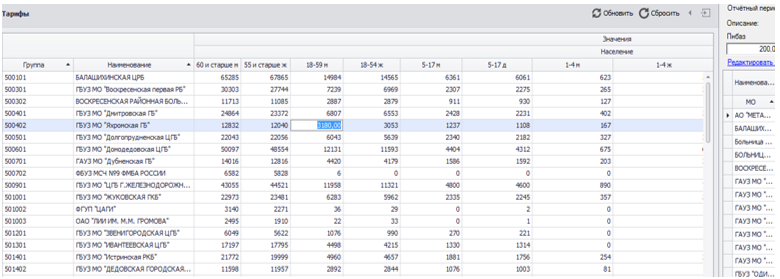 Тарифы Обновить Сбросить
Значения
Население
Группа Наименование 60 и старше м 55 и старше ж 18-59 м 18-54 ж 5-17 м 5-17 д 1-4 м 1-4 ж
500101 БАЛАШИХИНСКАЯ ЦРБ 65285 67865 14984 14565 6361 6061 623
500301 ГБУЗ МО "Воскресенская первая РБ" 30303 27744 7239 6969 2307 2275 265
500302 ВОСКРЕСЕНСКАЯ РАЙОННАЯ БОЛЬ... 11713 11085 2887 2879 911 930 127
500401 ГБУЗ МО "Дмитровская ГБ" 24864 23372 6807 6553 2428 2231 402
500402 ГБУЗ МО "Яхромская ГБ" 12832 12040 3180,00 3053 1237 1108 167
500501 ГБУЗ МО "Долгопрудненская ЦГБ" 22043 22056 6043 5639 2340 2182 327
500601 ГБУЗ МО "Домодедовская ЦГБ" 50097 48554 12131 11593 4404 4312 675
500701 ГАУЗ МО "Дубненская ГБ" 14016 12816 4420 4179 1586 1592 203
500702 ФБУЗ МСЧ №9 ФМБА РОССИИ 6582 5828 6 0 0 0 0
500901 ГБУЗ МО "ЦГБ Г.ЖЕЛЕЗНОДОРОЖН... 43055 44521 11958 11321 4800 4600 890
501001 ГБУЗ МО "ЖУКОВСКАЯ ГКБ" 22973 23481 6283 5962 2335 2245 357
501002 ФГУП "ЦАГИ" 3140 2271 36 29 0 2 0
501003 ОАО "ЛИИ ИМ. М.М. ГРОМОВА" 2495 1910 22 33 0 1 0
501201 ГБУЗ МО "ЗВЕНИГОРОДСКАЯ ЦГБ" 6049 5622 1076 990 270 221 0
501301 ГБУЗ МО "ИВАНТЕЕВСКАЯ ЦГБ" 17197 17795 4498 4215 1330 1314 0
501401 ГБУЗ МО "Истринская РКБ" 21772 19999 4960 4657 1881 1756 254
501402 ГБУЗ МО "ДЕДОВСКАЯ ГОРОДСКАЯ... 11598 11957 2892 2844 1076 1003 81
Отчётный пери
Описание:
Пнбаз
200.0
Редактировать
Наименова...
МО
АО "МЕТА...
БАЛАШИХ...
Больница ...
БОЛЬНИЦ...
ВОСКРЕСЕ...
ГАУЗ МО "...
ГАУЗ МО "...
ГАУЗ МО "...
ГАУЗ МО "...
ГАУЗ МО "...
ГАУЗ МО "...
ГБУЗ "ОДИ...